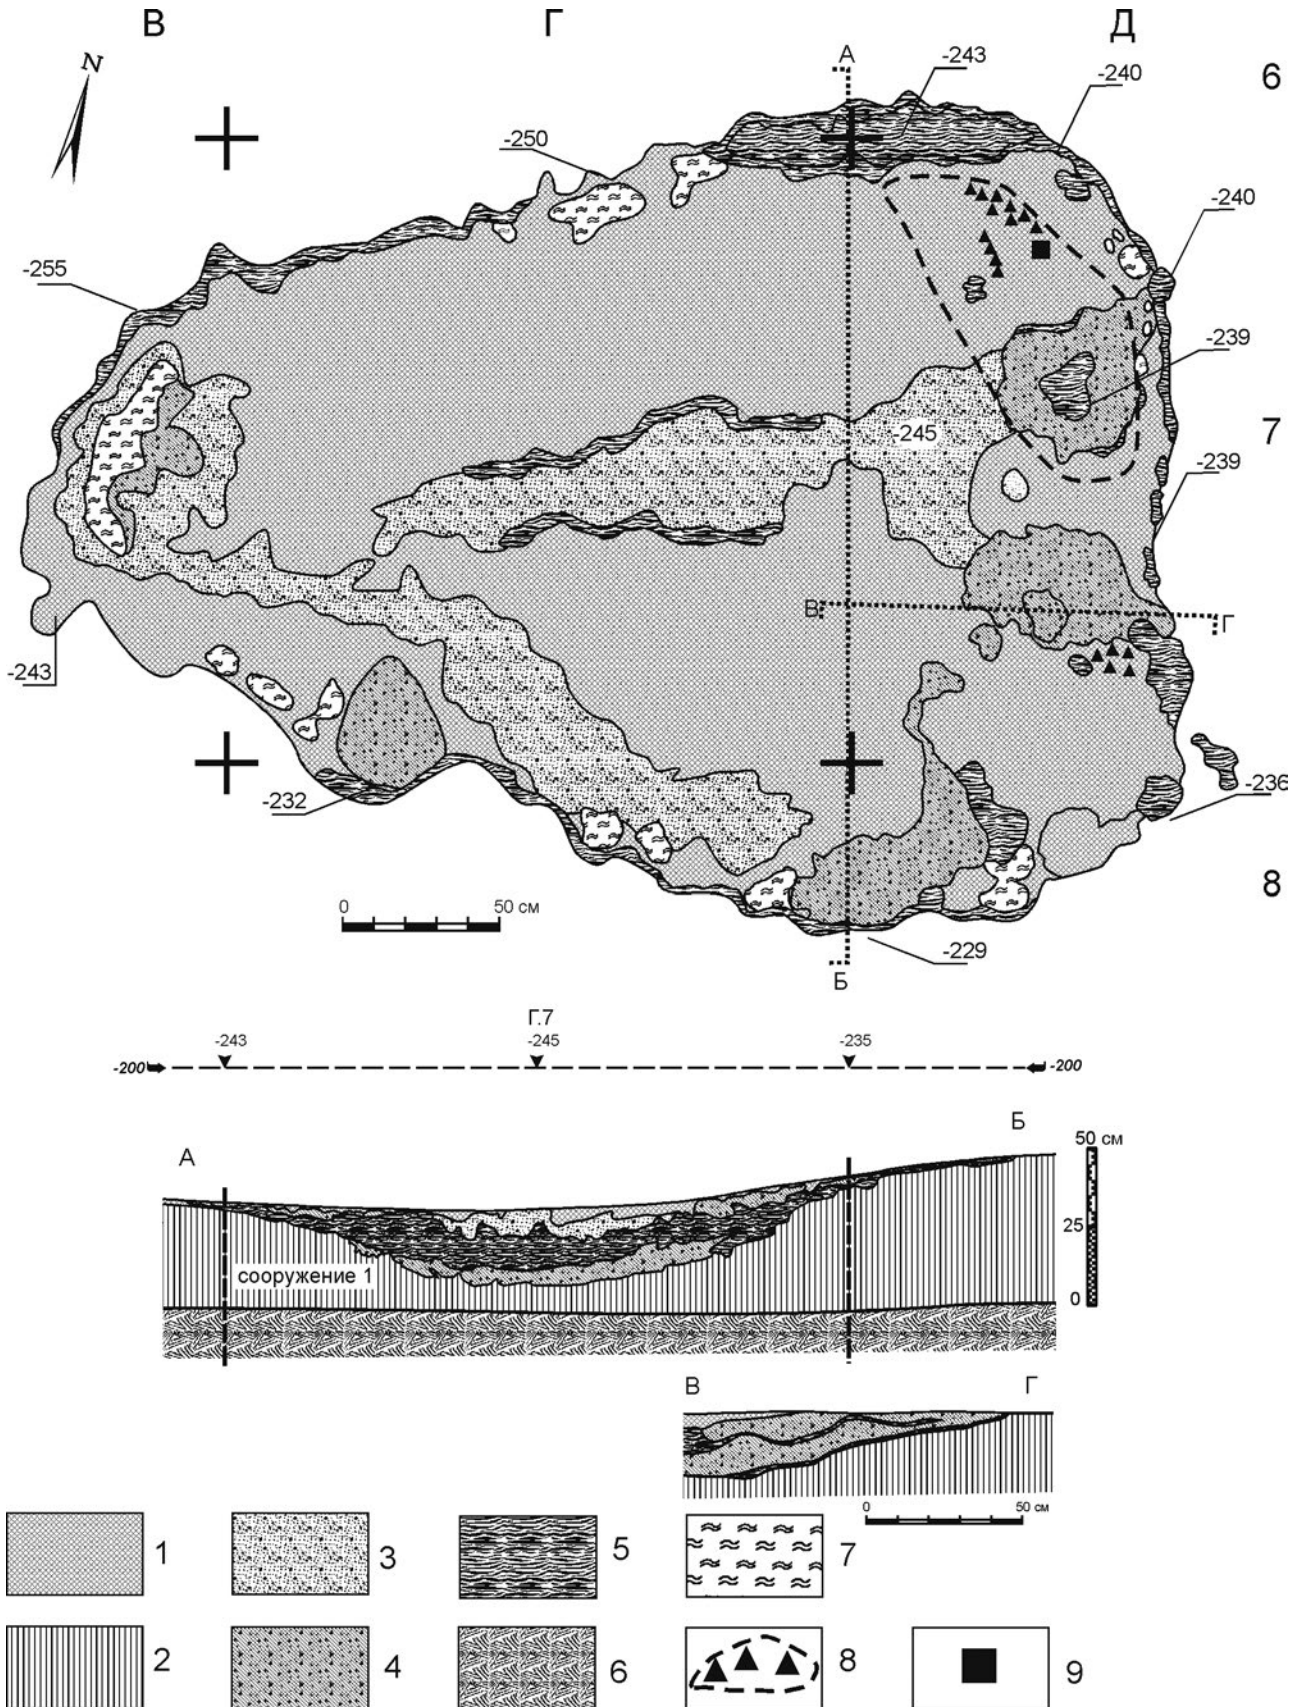 В Г Д
А -243 6
N -240
-250
-240
-255
-239
-245 7
-239
В Г
-243
-232 -236
8
0 50 см
-229
Б
Г.7
-243 -245 -235
-200 -200
А Б 50 см
25
сооружение 1
0
В Г
0 50 см
1 3 5 7
2 4 6 8 9